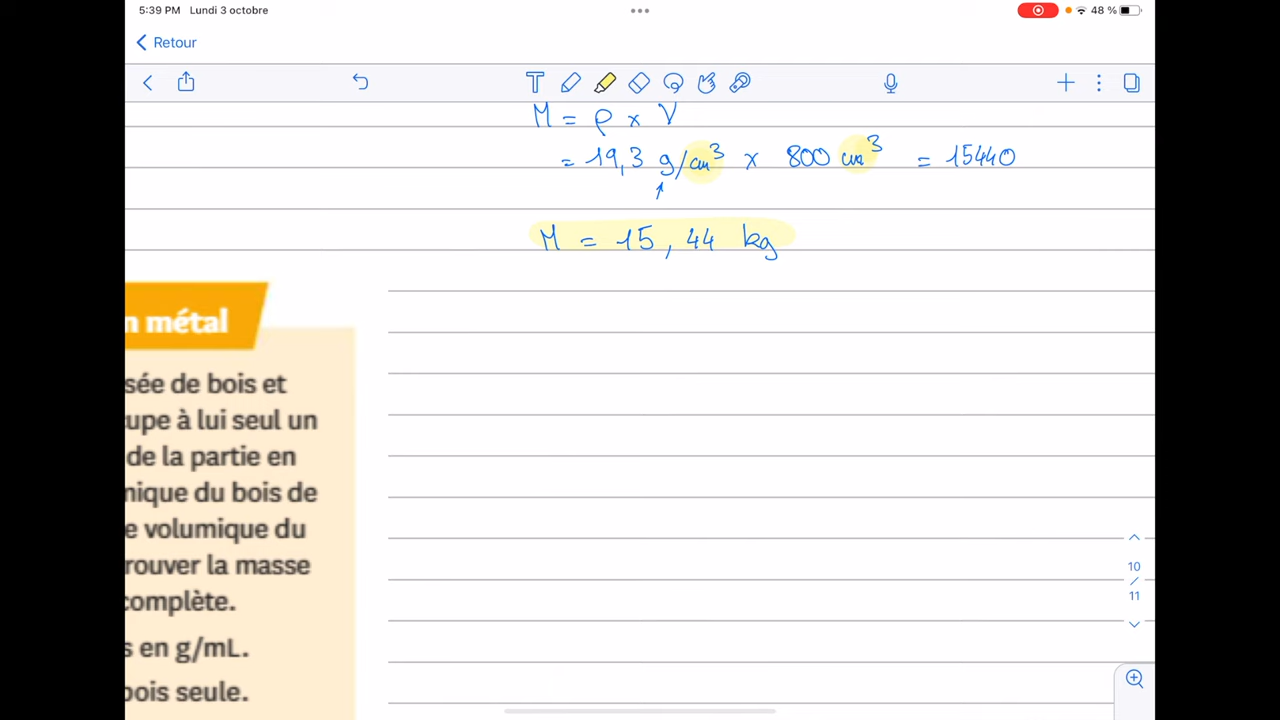 5:39 PM Lundi 3 octobre
48 %
Retour
M = ρ x V
= 19,3 g/cm³ x 800 cm³ = 15440
M = 15,44 kg
n métal
sée de bois et
upe à lui seul un
de la partie en
nique du bois de
e volumique du
rouver la masse
complète.
s en g/mL.
bois seule.
10
/
11